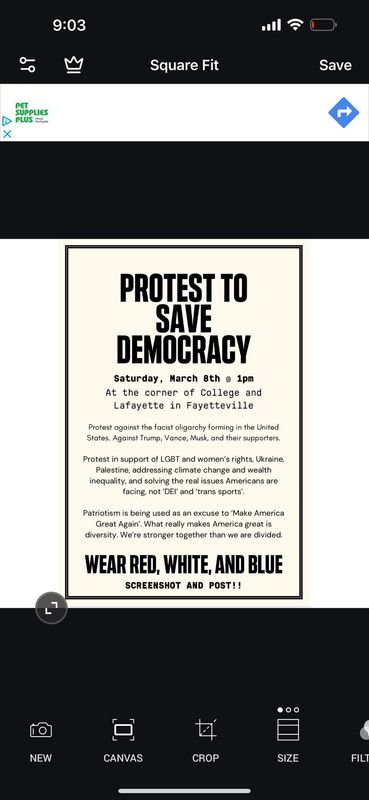 9:03
Square Fit
Save
PET
SUPPLIES
PLUS.
PROTEST TO
SAVE
DEMOCRACY
Saturday, March 8th @ 1pm
At the corner of College and
Lafayette in Fayetteville
Protest against the facist oligarchy forming in the United
States. Against Trump, Vance, Musk, and their supporters.
Protest in support of LGBT and women's rights, Ukraine,
Palestine, addressing climate change and wealth
inequality, and solving the real issues Americans are
facing, not 'DEI' and 'trans sports'.
Patriotism is being used as an excuse to 'Make America
Great Again'. What really makes America great is
diversity. We're stronger together than we are divided.
WEAR RED, WHITE, AND BLUE
SCREENSHOT AND POST!!
NEW
CANVAS
CROP
SIZE
FILT